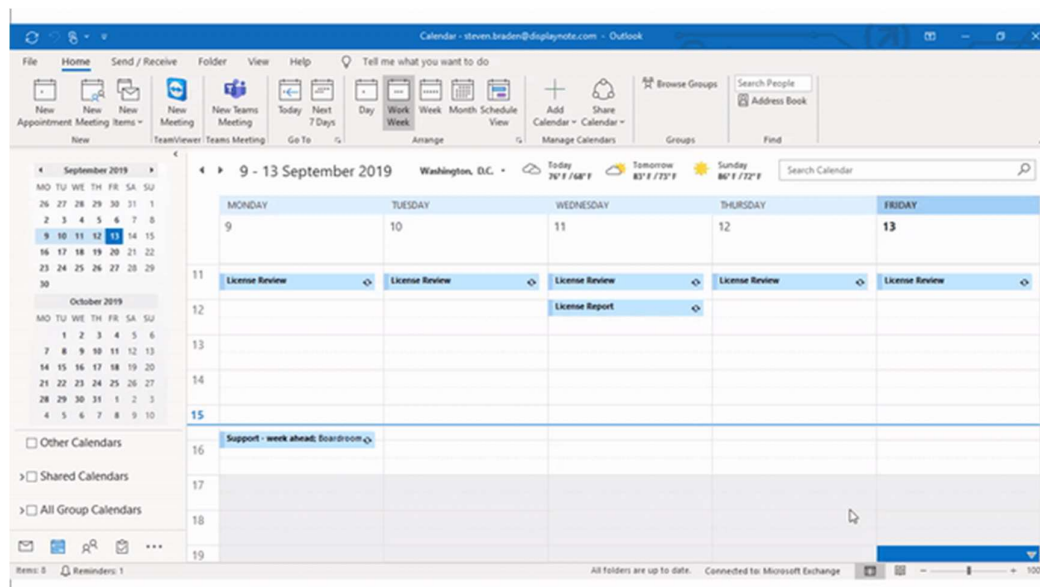 Calendar - steven.braden@displaynote.com - Outlook
File Home Send / Receive Folder View Help Tell me what you want to do
New Appointment New Meeting New Items New Meeting New Teams Meeting Today Next 7 Days Day Work Week Week Month Schedule View Add Calendar Share Calendar Browse Groups Search People
Address Book
New TeamViewer Teams Meeting Go To Arrange Manage Calendars Groups Find
September 2019
MO TU WE TH FR SA SU
26 27 28 29 30 31 1
2 3 4 5 6 7 8
9 10 11 12 13 14 15
16 17 18 19 20 21 22
23 24 25 26 27 28 29
30
October 2019
MO TU WE TH FR SA SU
1 2 3 4 5 6
7 8 9 10 11 12 13
14 15 16 17 18 19 20
21 22 23 24 25 26 27
28 29 30 31 1 2 3
4 5 6 7 8 9 10
Other Calendars
Shared Calendars
All Group Calendars
9 - 13 September 2019 Washington, D.C. Today 76° F / 68° F Tomorrow 83° F / 73° F Sunday 86° F / 72° F Search Calendar
MONDAY TUESDAY WEDNESDAY THURSDAY FRIDAY
9 10 11 12 13
11 License Review License Review License Review License Review License Review
12 License Report
13
14
15
Support - week ahead; Boardroom
16
17
18
19
Items: 8 Reminders: 1 All folders are up to date. Connected to: Microsoft Exchange 100